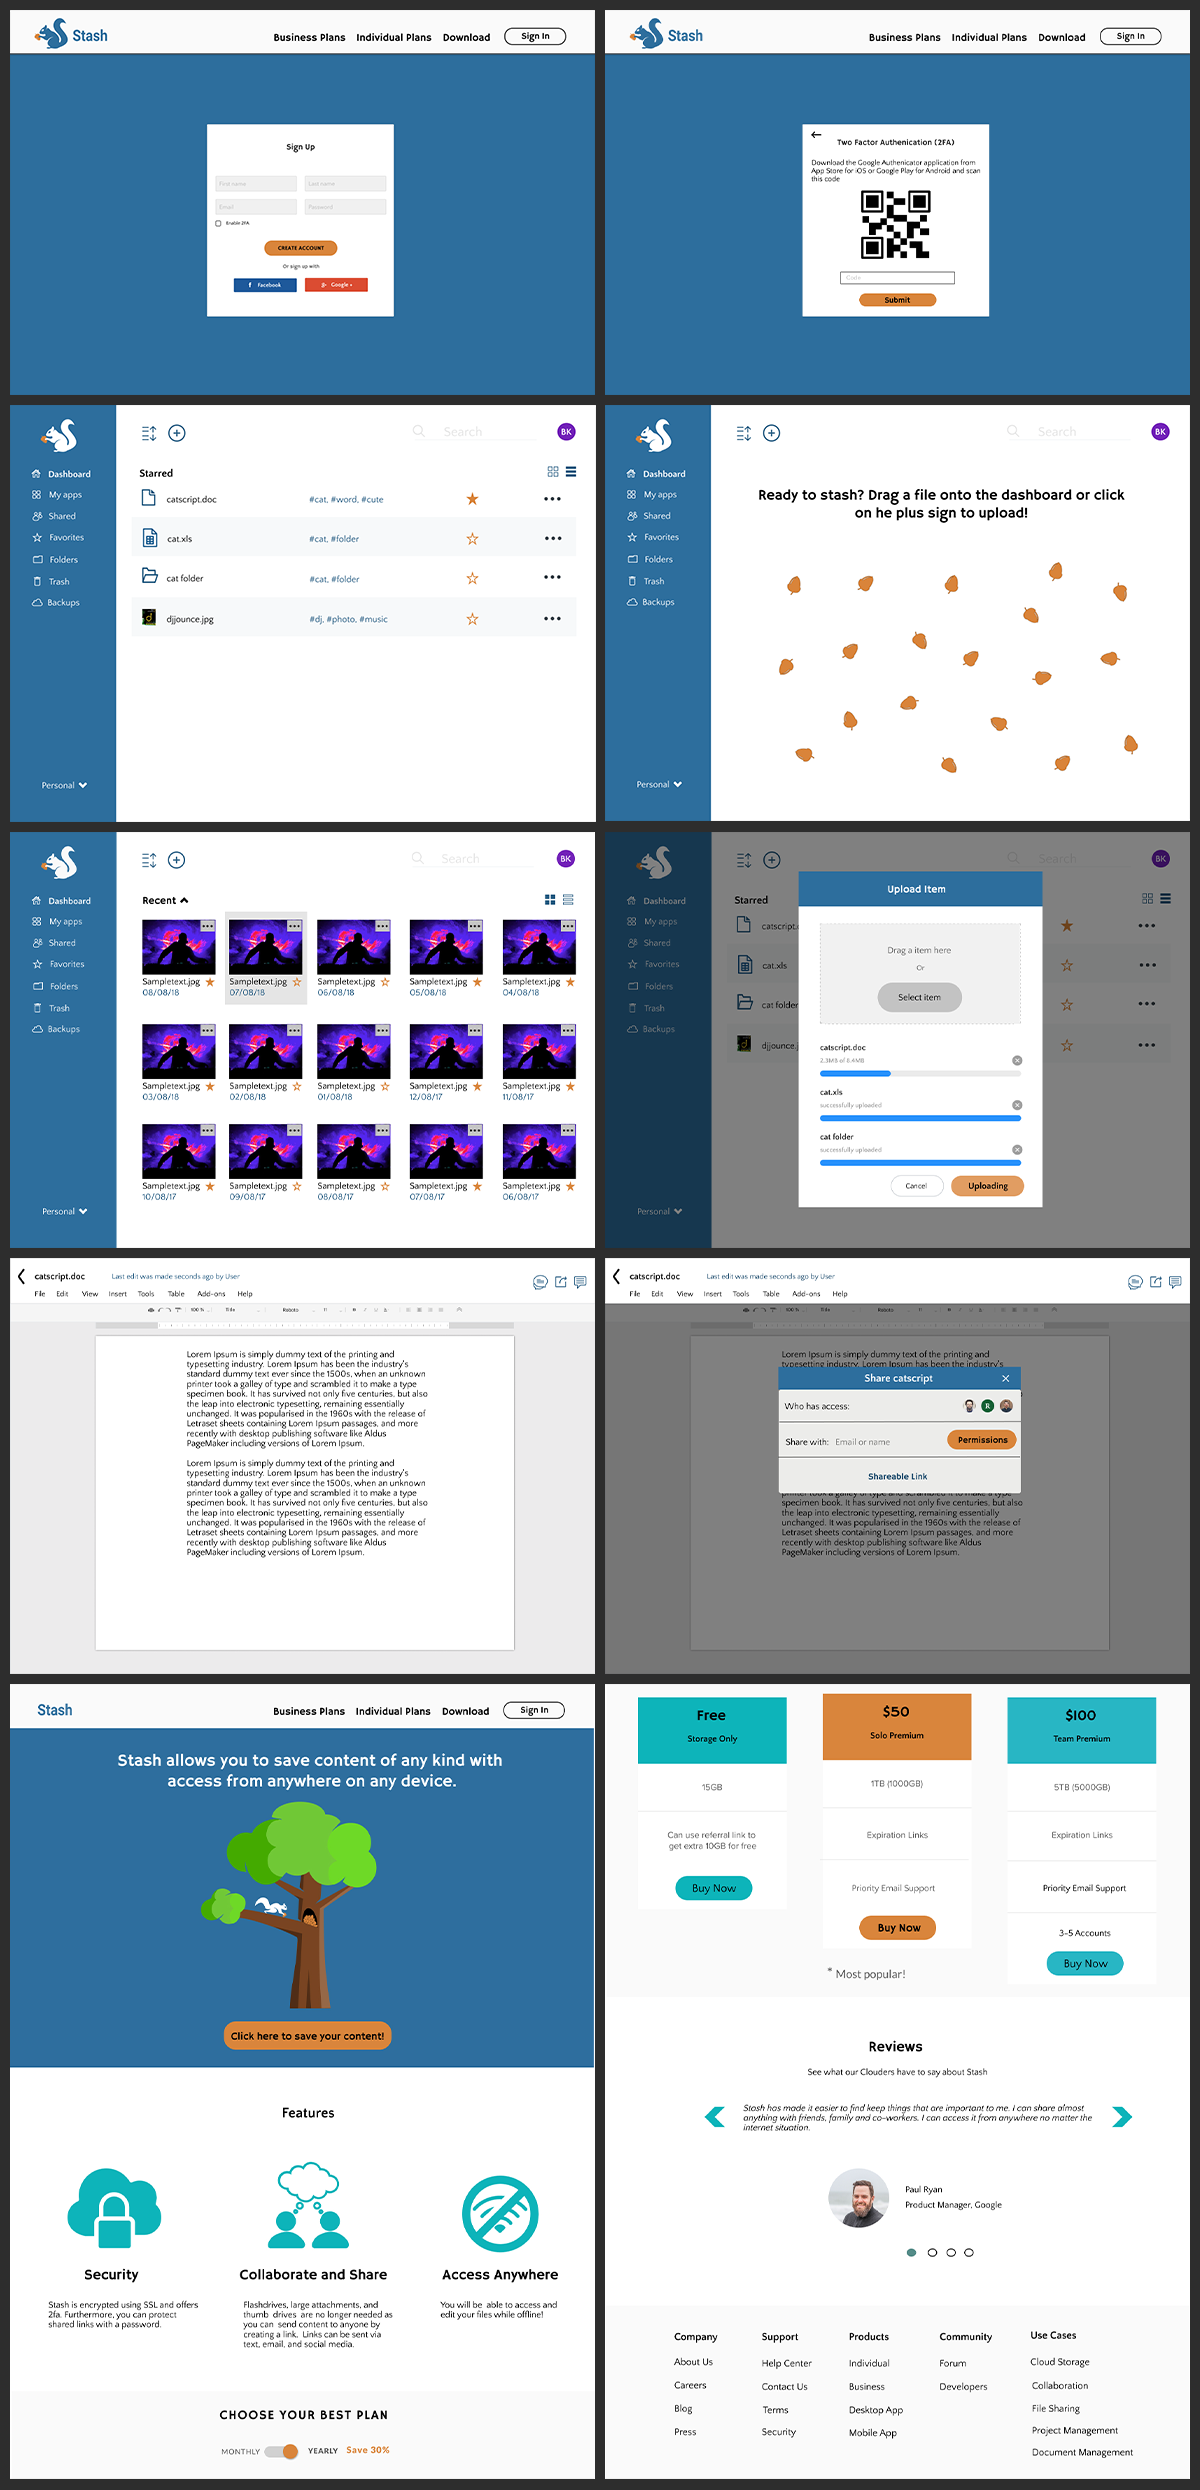 Stash
Business Plans Individual Plans Download Sign In
Sign Up
First name Last name
Email Password
Enable 2FA
CREATE ACCOUNT
Or sign up with
f Facebook
g+ Google +
Stash
Business Plans Individual Plans Download Sign In
Two Factor Authenication (2FA)
Download the Google Authenicator application from
App Store for iOS or Google Play for Android and scan
this code
Code
Submit
Dashboard
My apps
Shared
Favorites
Folders
Trash
Backups
Personal
Search
BK
Starred
catscript.doc #cat, #word, #cute
cat.xls #cat, #folder
cat folder #cat, #folder
djjounce.jpg #dj, #photo, #music
Dashboard
My apps
Shared
Favorites
Folders
Trash
Backups
Personal
Search
BK
Ready to stash? Drag a file onto the dashboard or click
on he plus sign to upload!
Dashboard
My apps
Shared
Favorites
Folders
Trash
Backups
Personal
Search
BK
Recent
Sampletext.jpg Sampletext.jpg Sampletext.jpg Sampletext.jpg Sampletext.jpg
08/08/18 07/08/18 06/08/18 05/08/18 04/08/18
Sampletext.jpg Sampletext.jpg Sampletext.jpg Sampletext.jpg Sampletext.jpg
03/08/18 02/08/18 01/08/18 12/08/17 11/08/17
Sampletext.jpg Sampletext.jpg Sampletext.jpg Sampletext.jpg Sampletext.jpg
10/08/17 09/08/17 08/08/17 07/08/17 06/08/17
Dashboard
My apps
Shared
Favorites
Folders
Trash
Backups
Personal
Search
BK
Starred
catscript.
cat.xls
cat folder
djjounce.j
Upload Item
Drag a item here
Or
Select item
catscript.doc
2.3MB of 6.4MB
cat.xls
successfully uploaded
cat folder
successfully uploaded
Cancel Uploading
catscript.doc Last edit was made seconds ago by User
File Edit View Insert Tools Table Add-ons Help
100 % Title Roboto 11 B I U A
Lorem Ipsum is simply dummy text of the printing and
typesetting industry. Lorem Ipsum has been the industry's
standard dummy text ever since the 1500s, when an unknown
printer took a galley of type and scrambled it to make a type
specimen book. It has survived not only five centuries, but also
the leap into electronic typesetting, remaining essentially
unchanged. It was popularised in the 1960s with the release of
Letraset sheets containing Lorem Ipsum passages, and more
recently with desktop publishing software like Aldus
PageMaker including versions of Lorem Ipsum.
Lorem Ipsum is simply dummy text of the printing and
typesetting industry. Lorem Ipsum has been the industry's
standard dummy text ever since the 1500s, when an unknown
printer took a galley of type and scrambled it to make a type
specimen book. It has survived not only five centuries, but also
the leap into electronic typesetting, remaining essentially
unchanged. It was popularised in the 1960s with the release of
Letraset sheets containing Lorem Ipsum passages, and more
recently with desktop publishing software like Aldus
PageMaker including versions of Lorem Ipsum.
catscript.doc Last edit was made seconds ago by User
File Edit View Insert Tools Table Add-ons Help
100 % Title Roboto 11 B I U A
Lorem Ipsum is simply dummy text of the printing and
typesetting industry. Lorem Ipsum has been the industry's
Share catscript
Who has access: R
Share with: Email or name Permissions
Shareable Link
printer took a galley of type and scrambled it to make a type
specimen book. It has survived not only five centuries, but also
the leap into electronic typesetting, remaining essentially
unchanged. It was popularised in the 1960s with the release of
Letraset sheets containing Lorem Ipsum passages, and more
recently with desktop publishing software like Aldus
PageMaker including versions of Lorem Ipsum.
Stash
Business Plans Individual Plans Download Sign In
Stash allows you to save content of any kind with
access from anywhere on any device.
Click here to save your content!
Features
Security
Stash is encrypted using SSL and offers
2fa. Furthermore, you can protect
shared links with a password.
Collaborate and Share
Flashdrives, large attachments, and
thumb drives are no longer needed as
you can send content to anyone by
creating a link. Links can be sent via
text, email, and social media.
Access Anywhere
You will be able to access and
edit your files while offline!
CHOOSE YOUR BEST PLAN
MONTHLY YEARLY Save 30%
Free
Storage Only
15GB
Can use referral link to
get extra 10GB for free
Buy Now
$50
Solo Premium
1TB (1000GB)
Expiration Links
Priority Email Support
Buy Now
* Most popular!
$100
Team Premium
5TB (5000GB)
Expiration Links
Priority Email Support
3-5 Accounts
Buy Now
Reviews
See what our Clouders have to say about Stash
Stash has made it easier to find keep things that are important to me. I can share almost
anything with friends, family and co-workers. I can access it from anywhere no matter the
internet situation.
Paul Ryan
Product Manager, Google
Company
About Us
Careers
Blog
Press
Support
Help Center
Contact Us
Terms
Security
Products
Individual
Business
Desktop App
Mobile App
Community
Forum
Developers
Use Cases
Cloud Storage
Collaboration
File Sharing
Project Management
Document Management